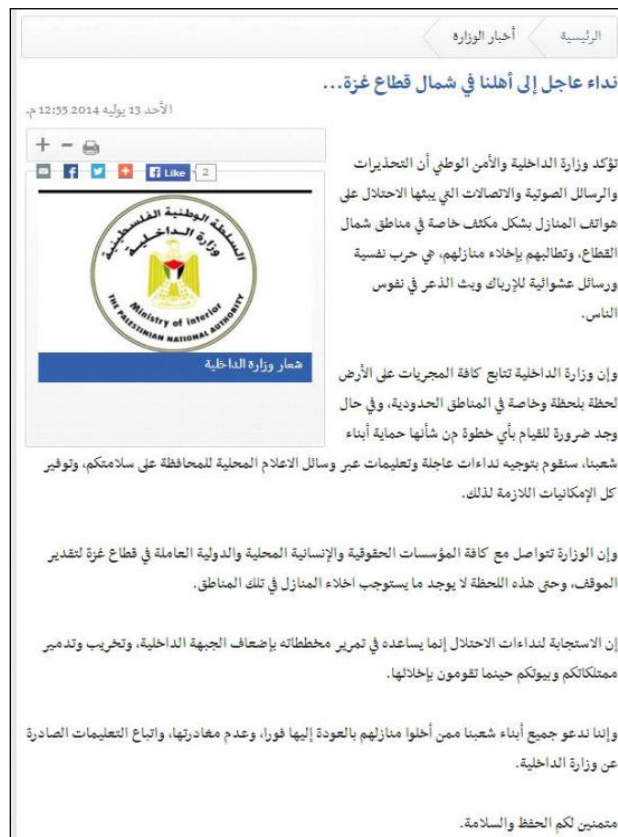 الرئيسية أخبار الوزارة
نداء عاجل إلى أهلنا في شمال قطاع غزة...
الأحد 13 يوليه 2014 12:55 م.
+ -
Like 2
السلطة الوطنية الفلسطينية
وزارة الداخلية
Ministry of interior
THE PALESTINIAN NATIONAL AUTHORITY
شعار وزارة الداخلية
تؤكد وزارة الداخلية والأمن الوطني أن التحذيرات
والرسائل الصوتية والاتصالات التي يبثها الاحتلال على
هواتف المنازل بشكل مكثف خاصة في مناطق شمال
القطاع، وتطالبهم بإخلاء منازلهم، هي حرب نفسية
ورسائل عشوائية للإرباك وبث الذعر في نفوس
الناس.
وإن وزارة الداخلية تتابع كافة المجريات على الأرض
لحظة بلحظة وخاصة في المناطق الحدودية، وفي حال
وجد ضرورة للقيام بأي خطوة من شأنها حماية أبناء
شعبنا، سنقوم بتوجيه نداءات عاجلة وتعليمات عبر وسائل الاعلام المحلية للمحافظة على سلامتكم، وتوفير
كل الإمكانيات اللازمة لذلك.
وإن الوزارة تتواصل مع كافة المؤسسات الحقوقية والإنسانية المحلية والدولية العاملة في قطاع غزة لتقدير
الموقف، وحتى هذه اللحظة لا يوجد ما يستوجب اخلاء المنازل في تلك المناطق.
إن الاستجابة لنداءات الاحتلال إنما يساعده في تمرير مخططاته بإضعاف الجبهة الداخلية، وتخريب وتدمير
ممتلكاتكم وبيوتكم حينما تقومون بإخلائها.
وإننا ندعو جميع أبناء شعبنا ممن أخلوا منازلهم بالعودة إليها فورا، وعدم مغادرتها، واتباع التعليمات الصادرة
عن وزارة الداخلية.
متمنين لكم الحفظ والسلامة.